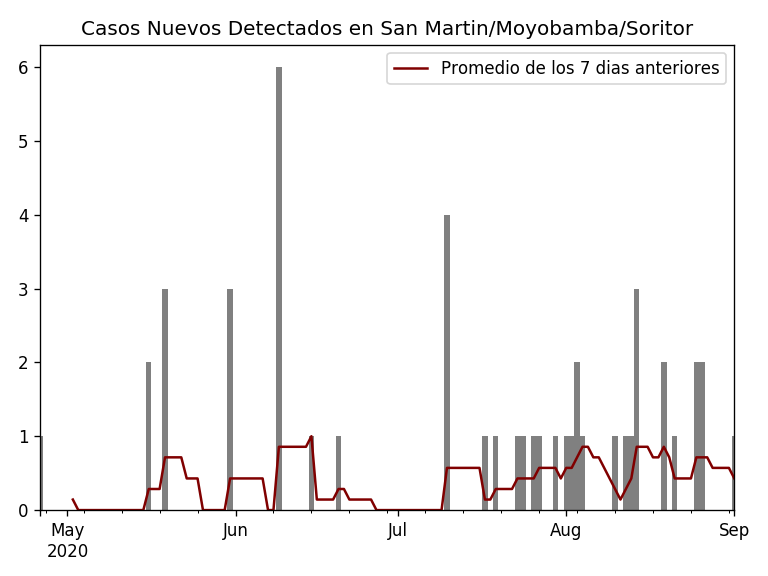 Casos Nuevos Detectados en San Martin/Moyobamba/Soritor
Promedio de los 7 dias anteriores
6
5
4
3
2
1
0
May Jun Jul Aug Sep
2020